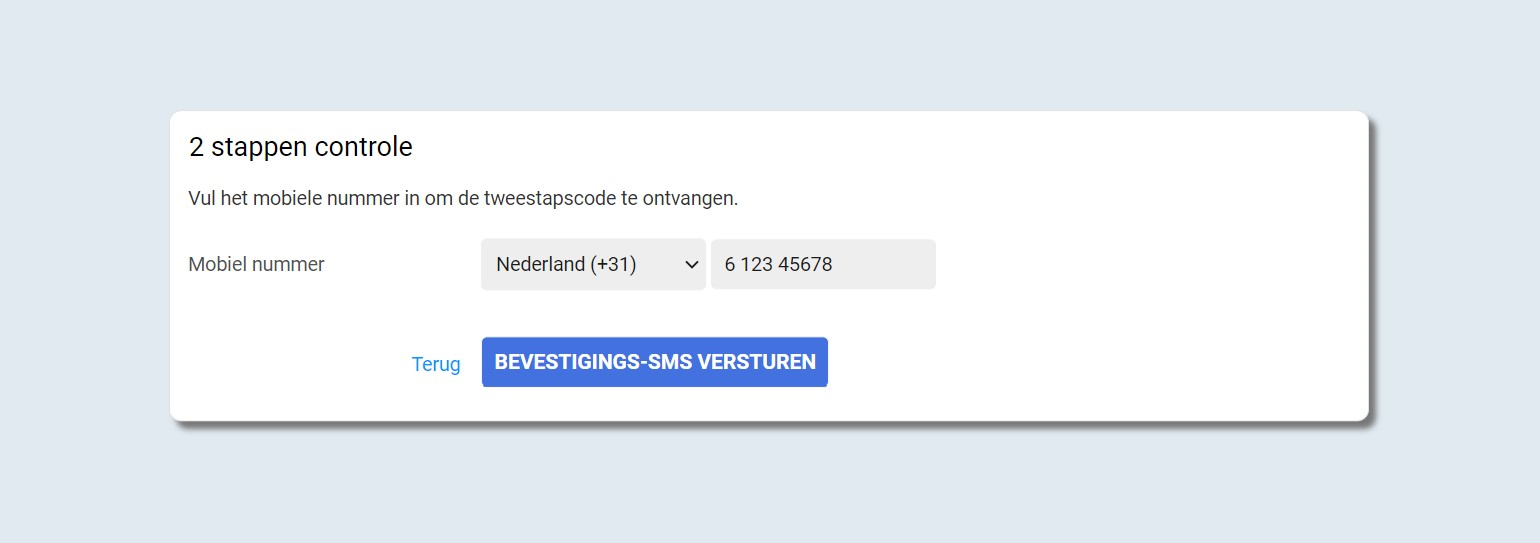 2 stappen controle
Vul het mobiele nummer in om de tweestapscode te ontvangen.
Mobiel nummer Nederland (+31) 6 123 45678
Terug BEVESTIGINGS-SMS VERSTUREN